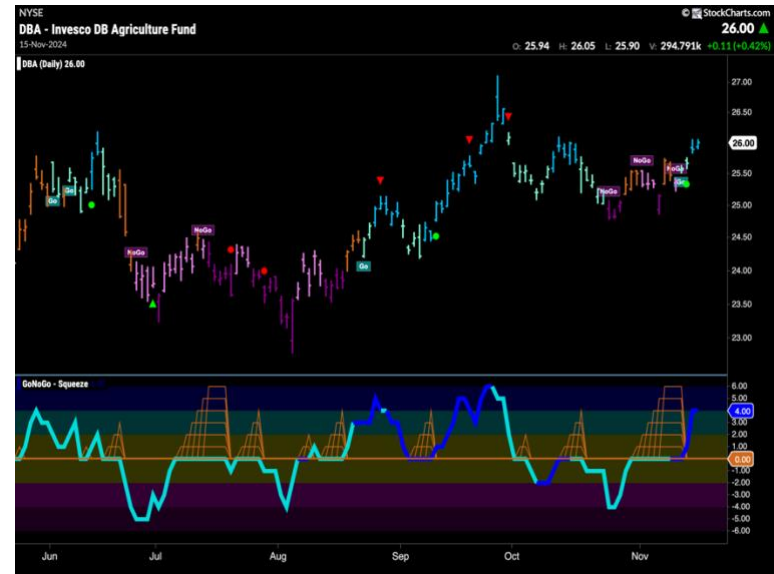 NYSE
© StockCharts.com
DBA - Invesco DB Agriculture Fund
26.00
15-Nov-2024
O: 25.94 H: 26.05 L: 25.90 V: 294.791k +0.11 (+0.42%)
DBA (Daily) 26.00
27.00
26.50
26.00
25.50
25.00
24.50
24.00
23.50
23.00
Go
Go
NoGo
NoGo
Go
NoGo
NoGo
NoGo
Go
GoNoGo - Squeeze
6.00
5.00
4.00
3.00
2.00
0.00
-1.00
-2.00
-3.00
-4.00
-5.00
-6.00
Jun Jul Aug Sep Oct Nov